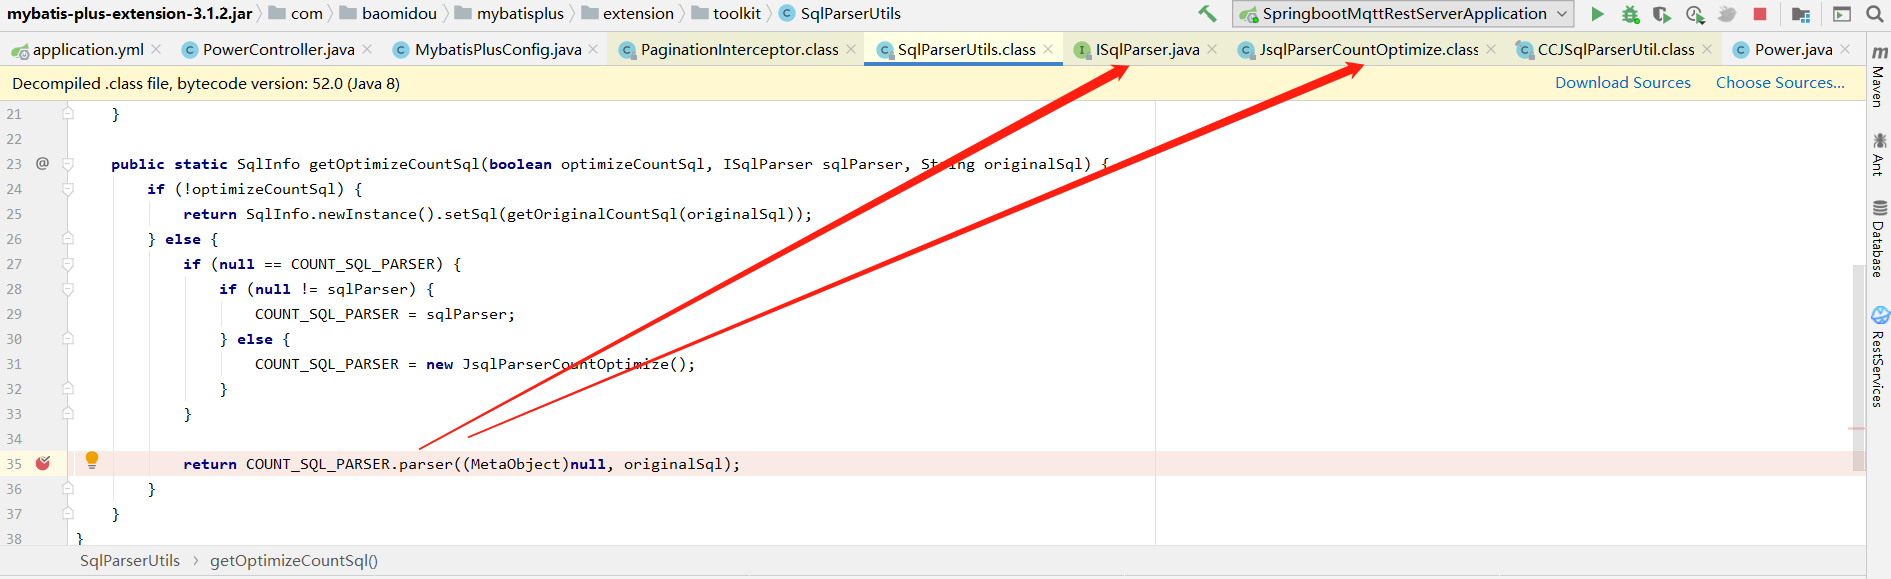 mybatis-plus-extension-3.1.2.jar com baomidou mybatisplus extension toolkit SqlParserUtils SpringbootMqttRestServerApplication
application.yml PowerController.java MybatisPlusConfig.java PaginationInterceptor.class SqlParserUtils.class ISqlParser.java JsqlParserCountOptimize.class CCJSqlParserUtil.class Power.java
Decompiled .class file, bytecode version: 52.0 (Java 8) Download Sources Choose Sources...
21 }
22
23 @ public static SqlInfo getOptimizeCountSql(boolean optimizeCountSql, ISqlParser sqlParser, String originalSql) {
24 if (!optimizeCountSql) {
25 return SqlInfo.newInstance().setSql(getOriginalCountSql(originalSql));
26 } else {
27 if (null == COUNT_SQL_PARSER) {
28 if (null != sqlParser) {
29 COUNT_SQL_PARSER = sqlParser;
30 } else {
31 COUNT_SQL_PARSER = new JsqlParserCountOptimize();
32 }
33 }
34
35 return COUNT_SQL_PARSER.parser((MetaObject)null, originalSql);
36 }
37 }
38 }
SqlParserUtils › getOptimizeCountSql()
m Maven
Ant
Database
RestServices